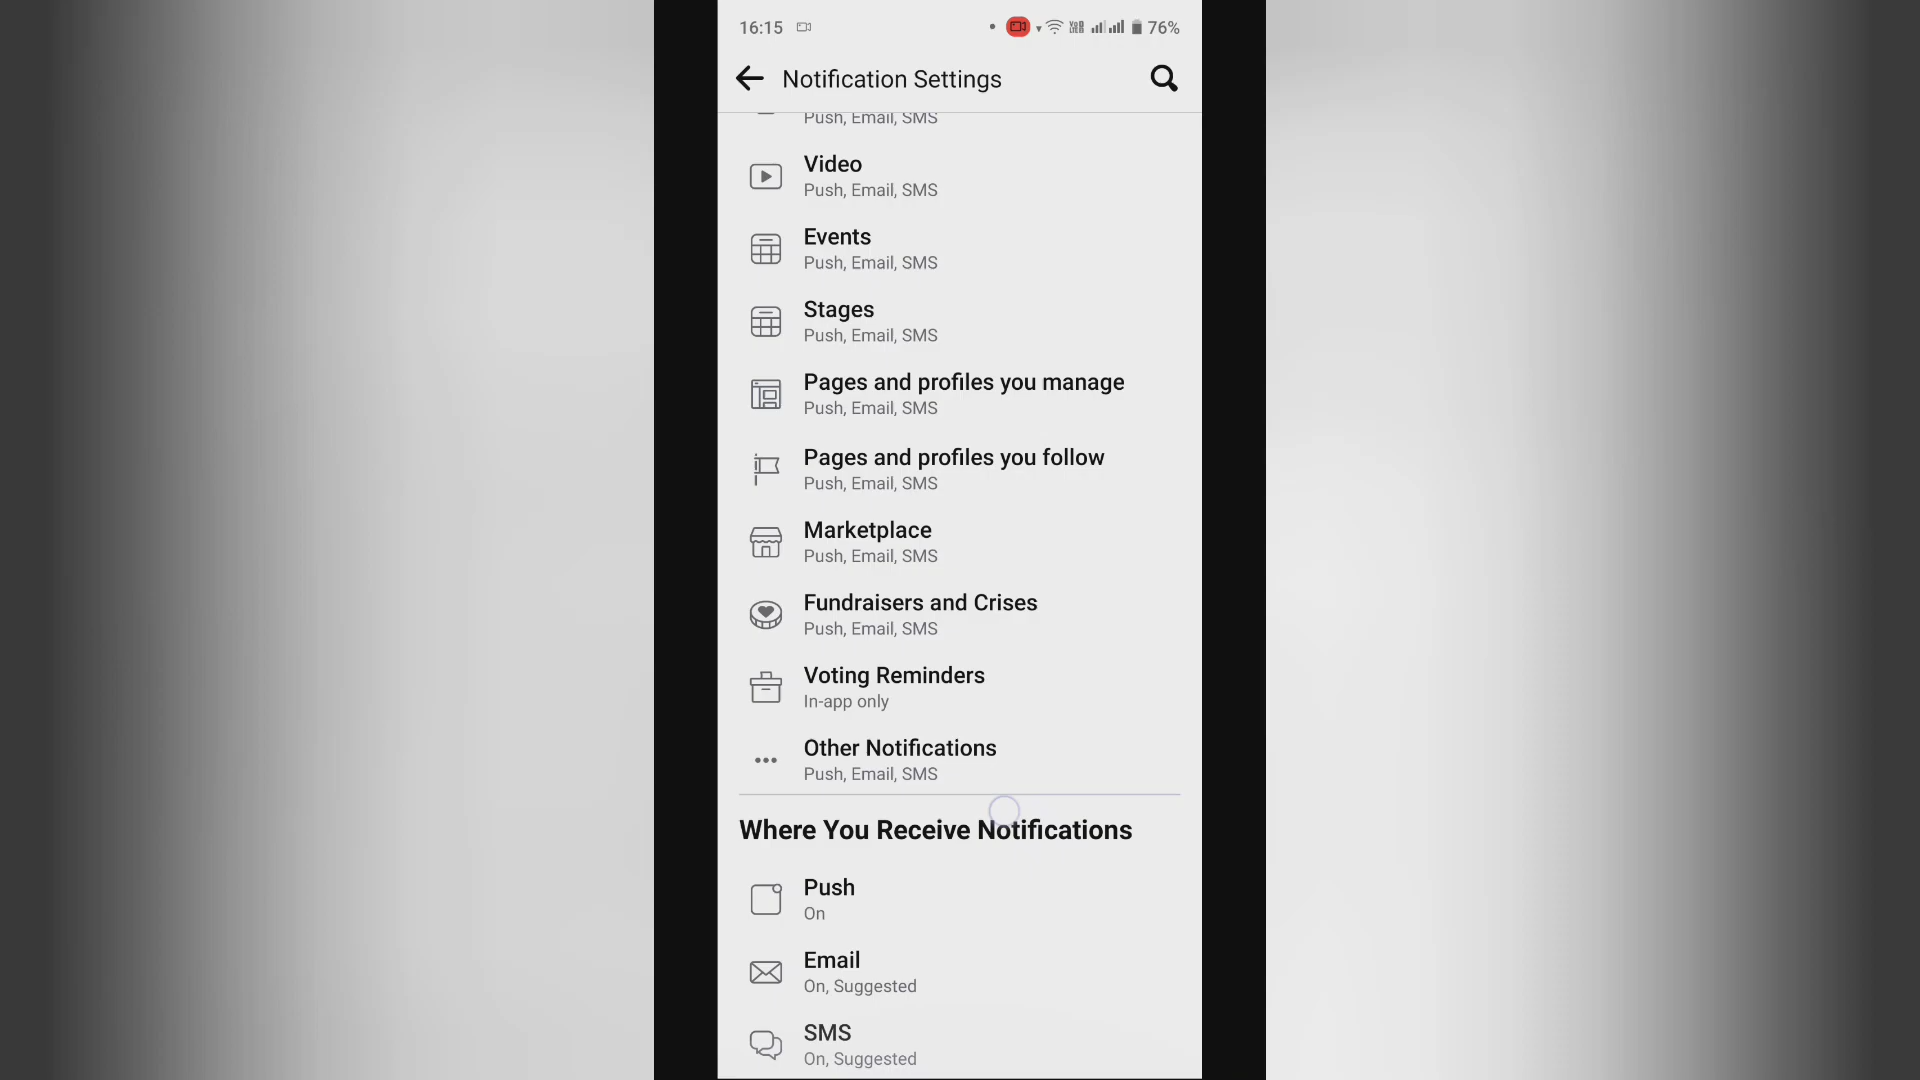 16:15 76%
Notification Settings
Push, Email, SMS
Video
Push, Email, SMS
Events
Push, Email, SMS
Stages
Push, Email, SMS
Pages and profiles you manage
Push, Email, SMS
Pages and profiles you follow
Push, Email, SMS
Marketplace
Push, Email, SMS
Fundraisers and Crises
Push, Email, SMS
Voting Reminders
In-app only
Other Notifications
Push, Email, SMS
Where You Receive Notifications
Push
On
Email
On, Suggested
SMS
On, Suggested